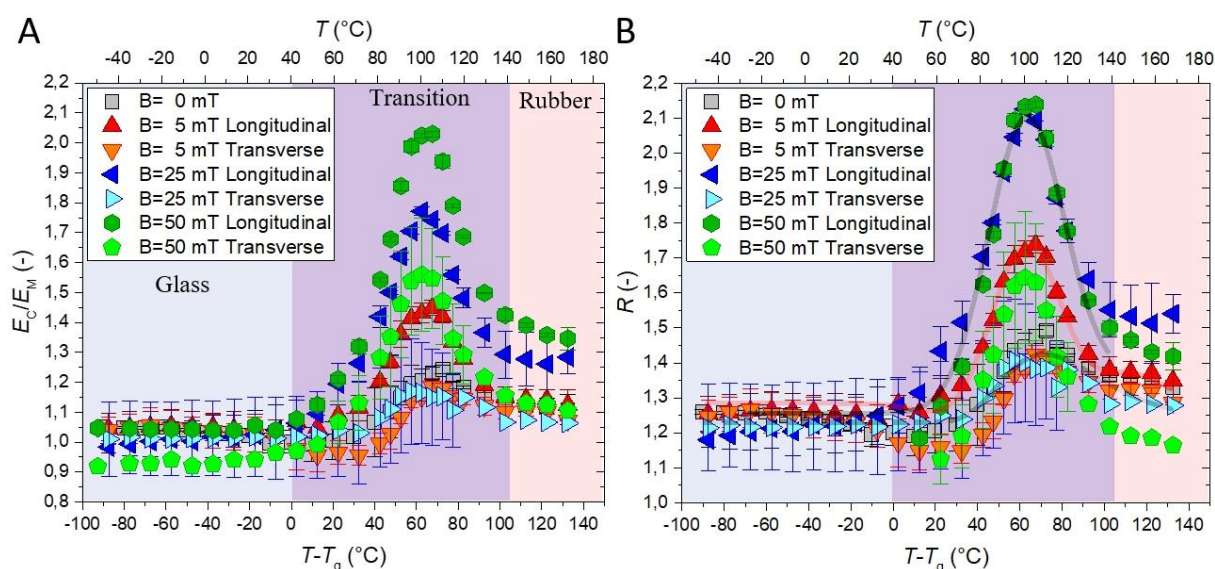 A
T (°C)
-40 -20 0 20 40 60 80 100 120 140 160 180
2,2
2,1
2,0
1,9
1,8
1,7
1,6
1,5
1,4
1,3
1,2
1,1
1,0
0,9
0,8
E_C/E_M (-)
B= 0 mT
B= 5 mT Longitudinal
B= 5 mT Transverse
B=25 mT Longitudinal
B=25 mT Transverse
B=50 mT Longitudinal
B=50 mT Transverse
Transition
Rubber
Glass
-100 -80 -60 -40 -20 0 20 40 60 80 100 120 140
T-T_g (°C)
B
T (°C)
-40 -20 0 20 40 60 80 100 120 140 160 180
2,2
2,1
2,0
1,9
1,8
1,7
1,6
1,5
1,4
1,3
1,2
1,1
1,0
R (-)
B= 0 mT
B= 5 mT Longitudinal
B= 5 mT Transverse
B=25 mT Longitudinal
B=25 mT Transverse
B=50 mT Longitudinal
B=50 mT Transverse
-100 -80 -60 -40 -20 0 20 40 60 80 100 120 140
T-T_g (°C)